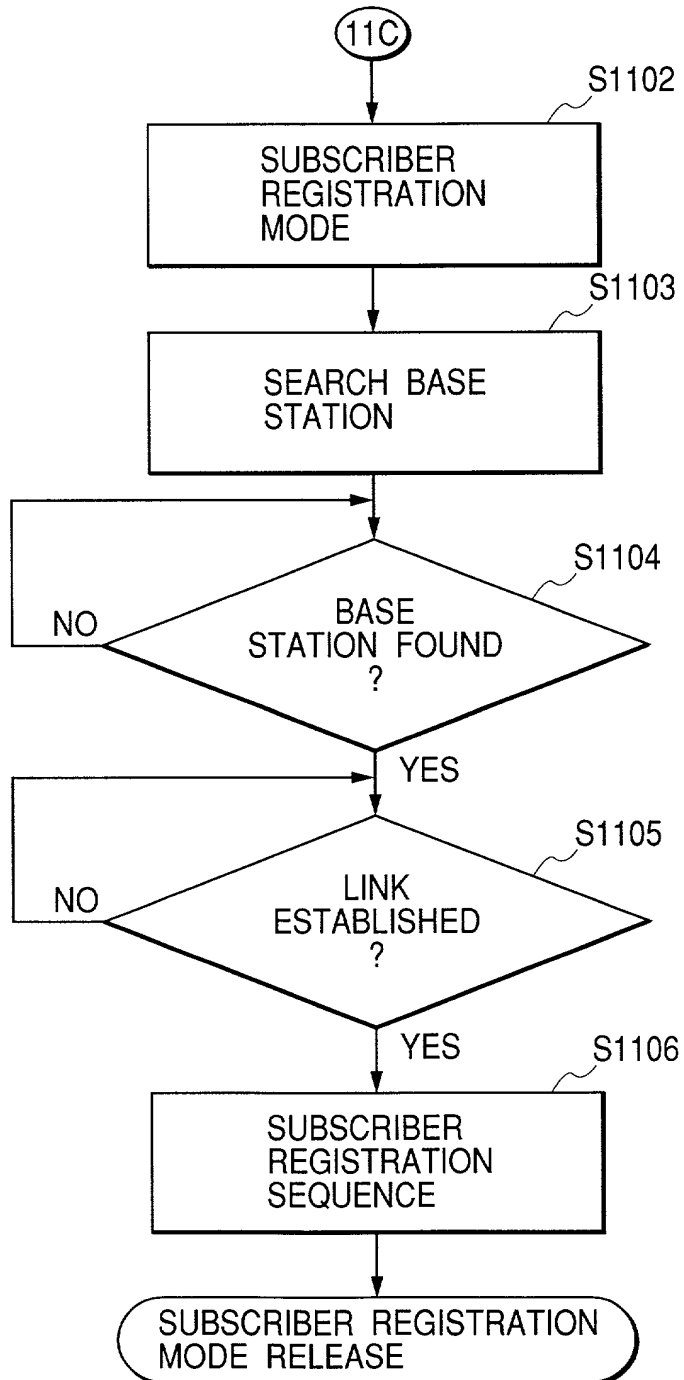 11C
S1102
SUBSCRIBER
REGISTRATION
MODE
S1103
SEARCH BASE
STATION
S1104
BASE
STATION FOUND
?
NO
YES
S1105
LINK
ESTABLISHED
?
NO
YES
S1106
SUBSCRIBER
REGISTRATION
SEQUENCE
SUBSCRIBER REGISTRATION
MODE RELEASE